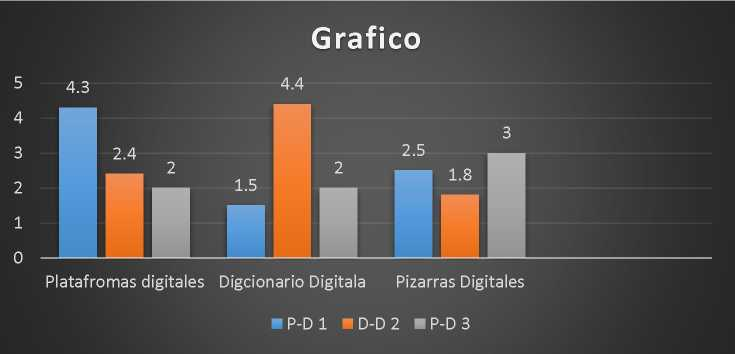 Grafico
5
4.3
4.4
4
3
3
2.4
2.5
2
2
2
1.8
1.5
1
0
Platafromas digitales
Digcionario Digitala
Pizarras Digitales
P-D 1
D-D 2
P-D 3